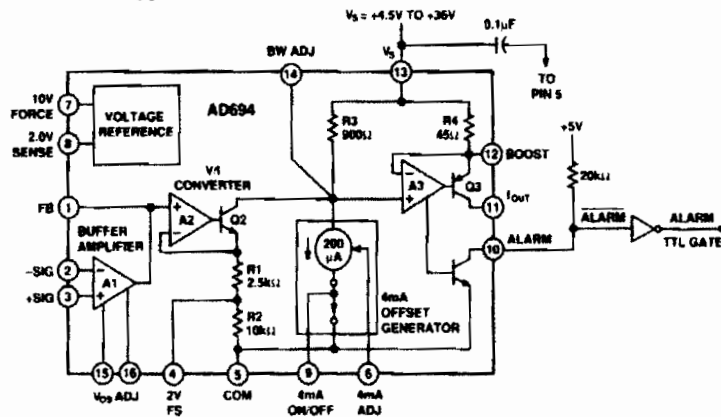 Vs = +4.5V TO +36V
0.1µF
BW ADJ
Vs
TO
PIN 5
14
13
10V
FORCE
7
VOLTAGE
REFERENCE
AD694
2.0V
SENSE
8
R3
900Ω
R4
45Ω
+5V
12
BOOST
V/I
CONVERTER
A3
Q3
20kΩ
FB
1
A2
Q2
11
IOUT
BUFFER
AMPLIFIER
200
µA
ALARM
10
ALARM
ALARM
TTL GATE
-SIG
2
A1
+SIG
3
R1
2.5kΩ
R2
10kΩ
4mA
OFFSET
GENERATOR
15
16
4
5
9
6
VOS ADJ
2V
FS
COM
4mA
ON/OFF
4mA
ADJ